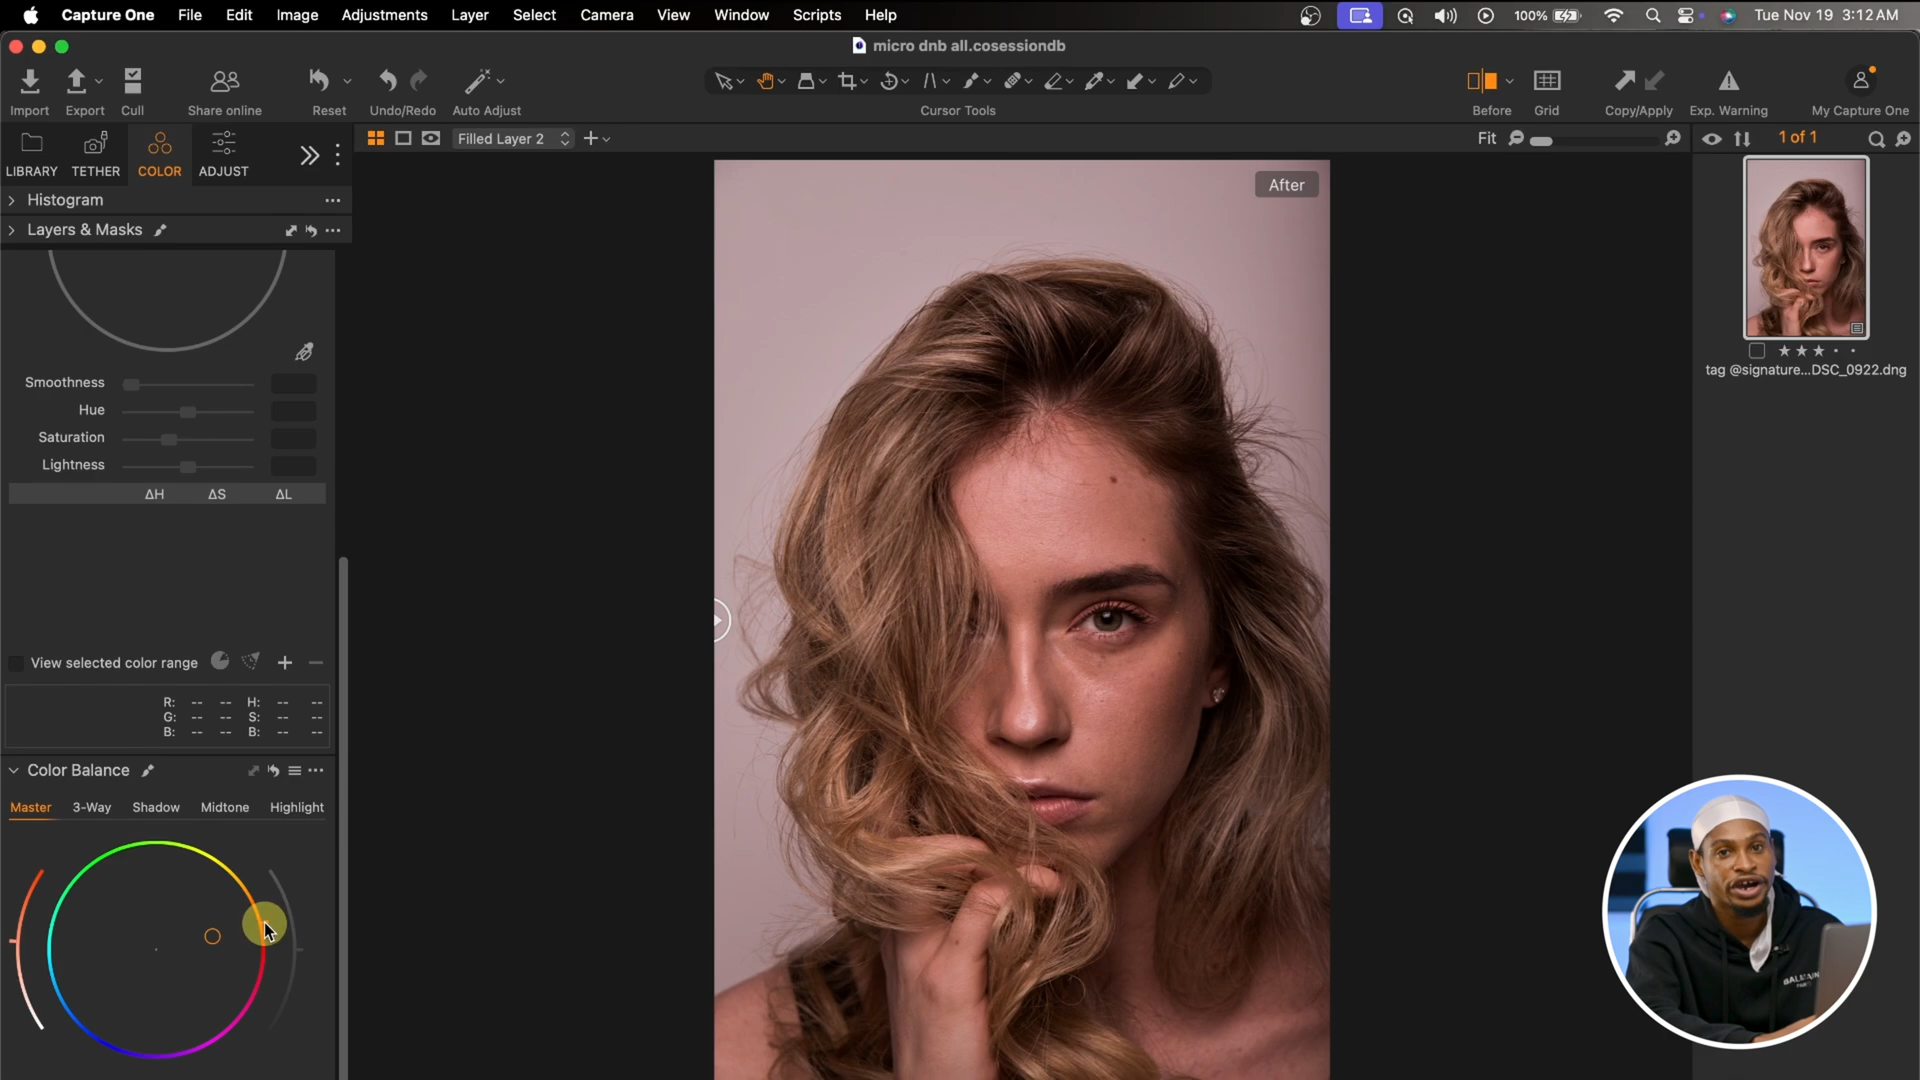 Capture One File Edit Image Adjustments Layer Select Camera View Window Scripts Help 100% Tue Nov 19 3:12 AM
micro dnb all.cosessiondb
Import Export Cull Share online Reset Undo/Redo Auto Adjust Cursor Tools Before Grid Copy/Apply Exp. Warning My Capture One
LIBRARY TETHER COLOR ADJUST
Filled Layer 2
Fit
1 of 1
After
Histogram
Layers & Masks
tag @signature...DSC_0922.dng
Smoothness
Hue
Saturation
Lightness
ΔH ΔS ΔL
View selected color range
R: -- -- H: -- --
G: -- -- S: -- --
B: -- -- B: -- --
Color Balance
Master 3-Way Shadow Midtone Highlight